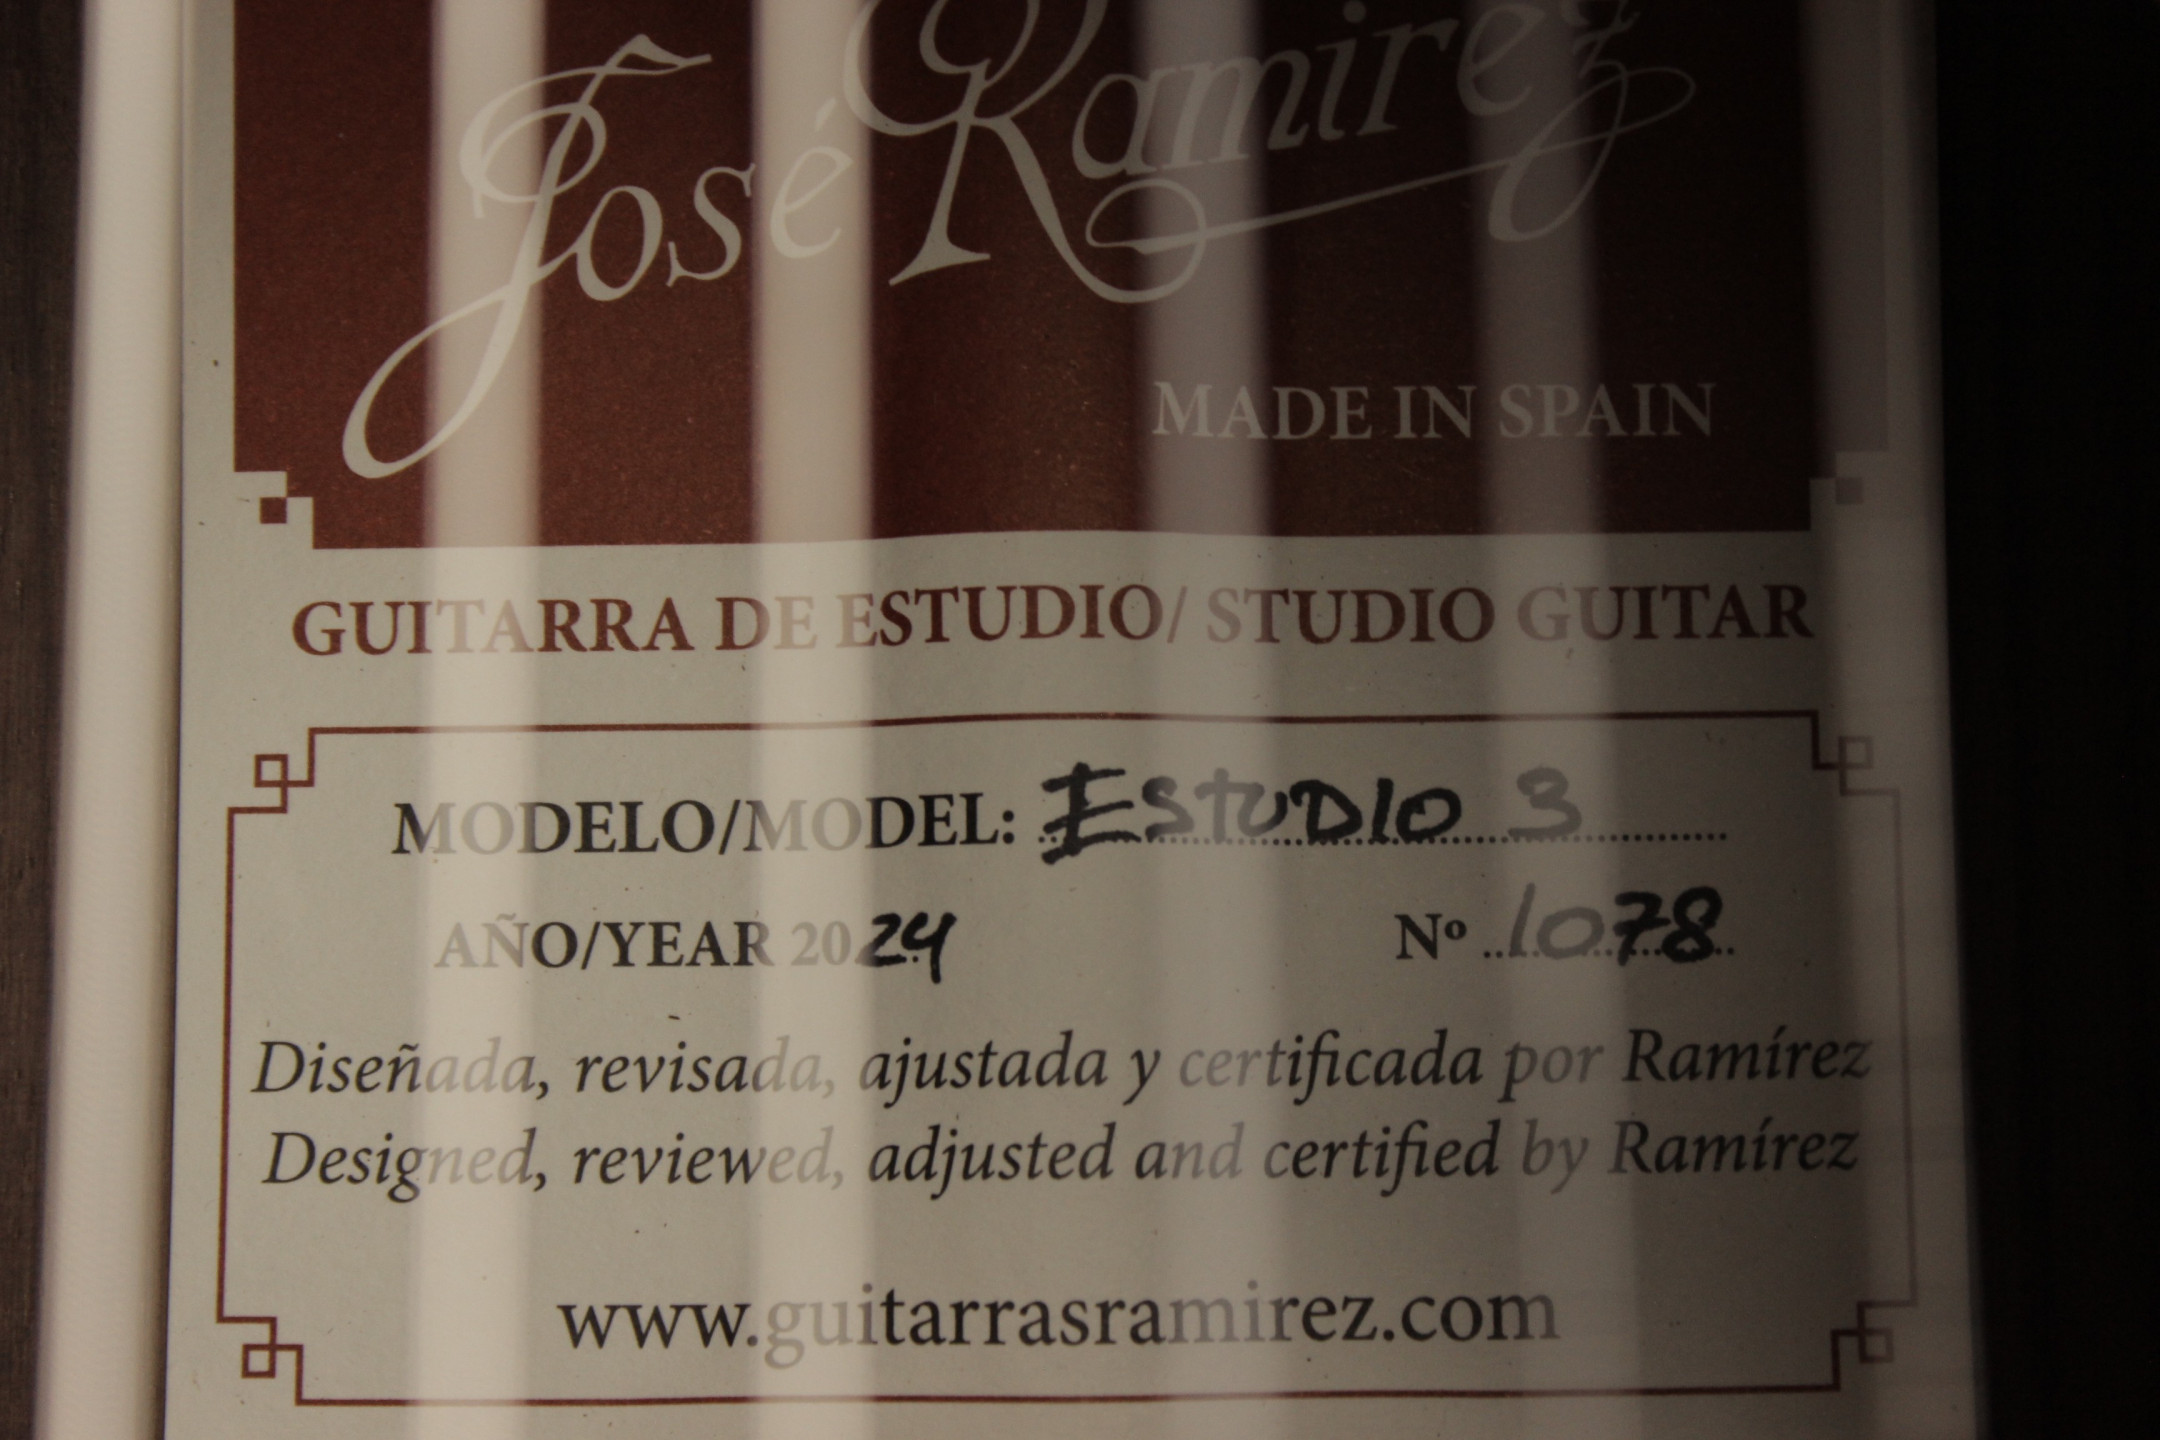 José Ramírez
MADE IN SPAIN
GUITARRA DE ESTUDIO/ STUDIO GUITAR
MODELO/MODEL: ESTUDIO 3
AÑO/YEAR 2024 Nº 1078
Diseñada, revisada, ajustada y certificada por Ramírez
Designed, reviewed, adjusted and certified by Ramírez
www.guitarrasramirez.com